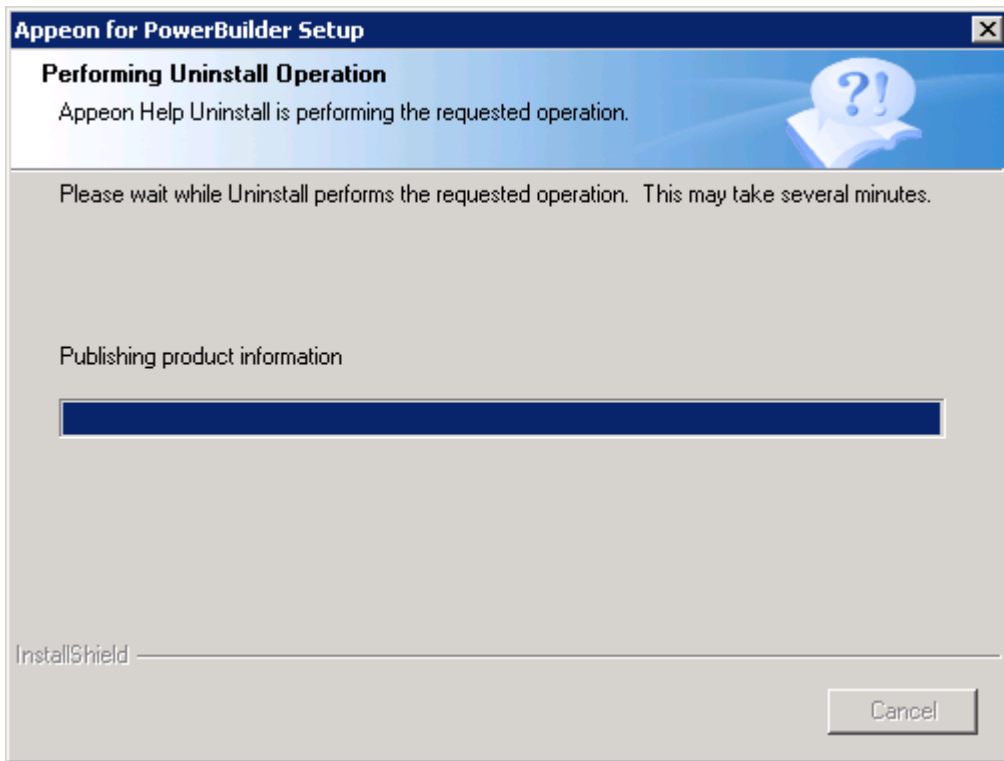 Appeon for PowerBuilder Setup
Performing Uninstall Operation
Appeon Help Uninstall is performing the requested operation.
?!
Please wait while Uninstall performs the requested operation.  This may take several minutes.
Publishing product information
InstallShield
Cancel